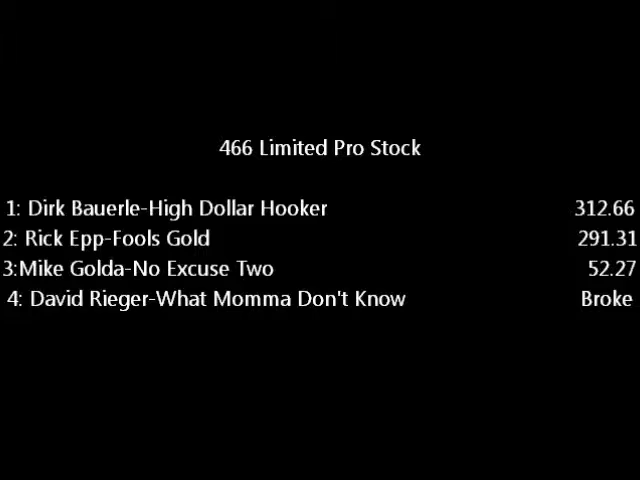 466 Limited Pro Stock
1: Dirk Bauerle-High Dollar Hooker 312.66
2: Rick Epp-Fools Gold 291.31
3:Mike Golda-No Excuse Two 52.27
4: David Rieger-What Momma Don't Know Broke